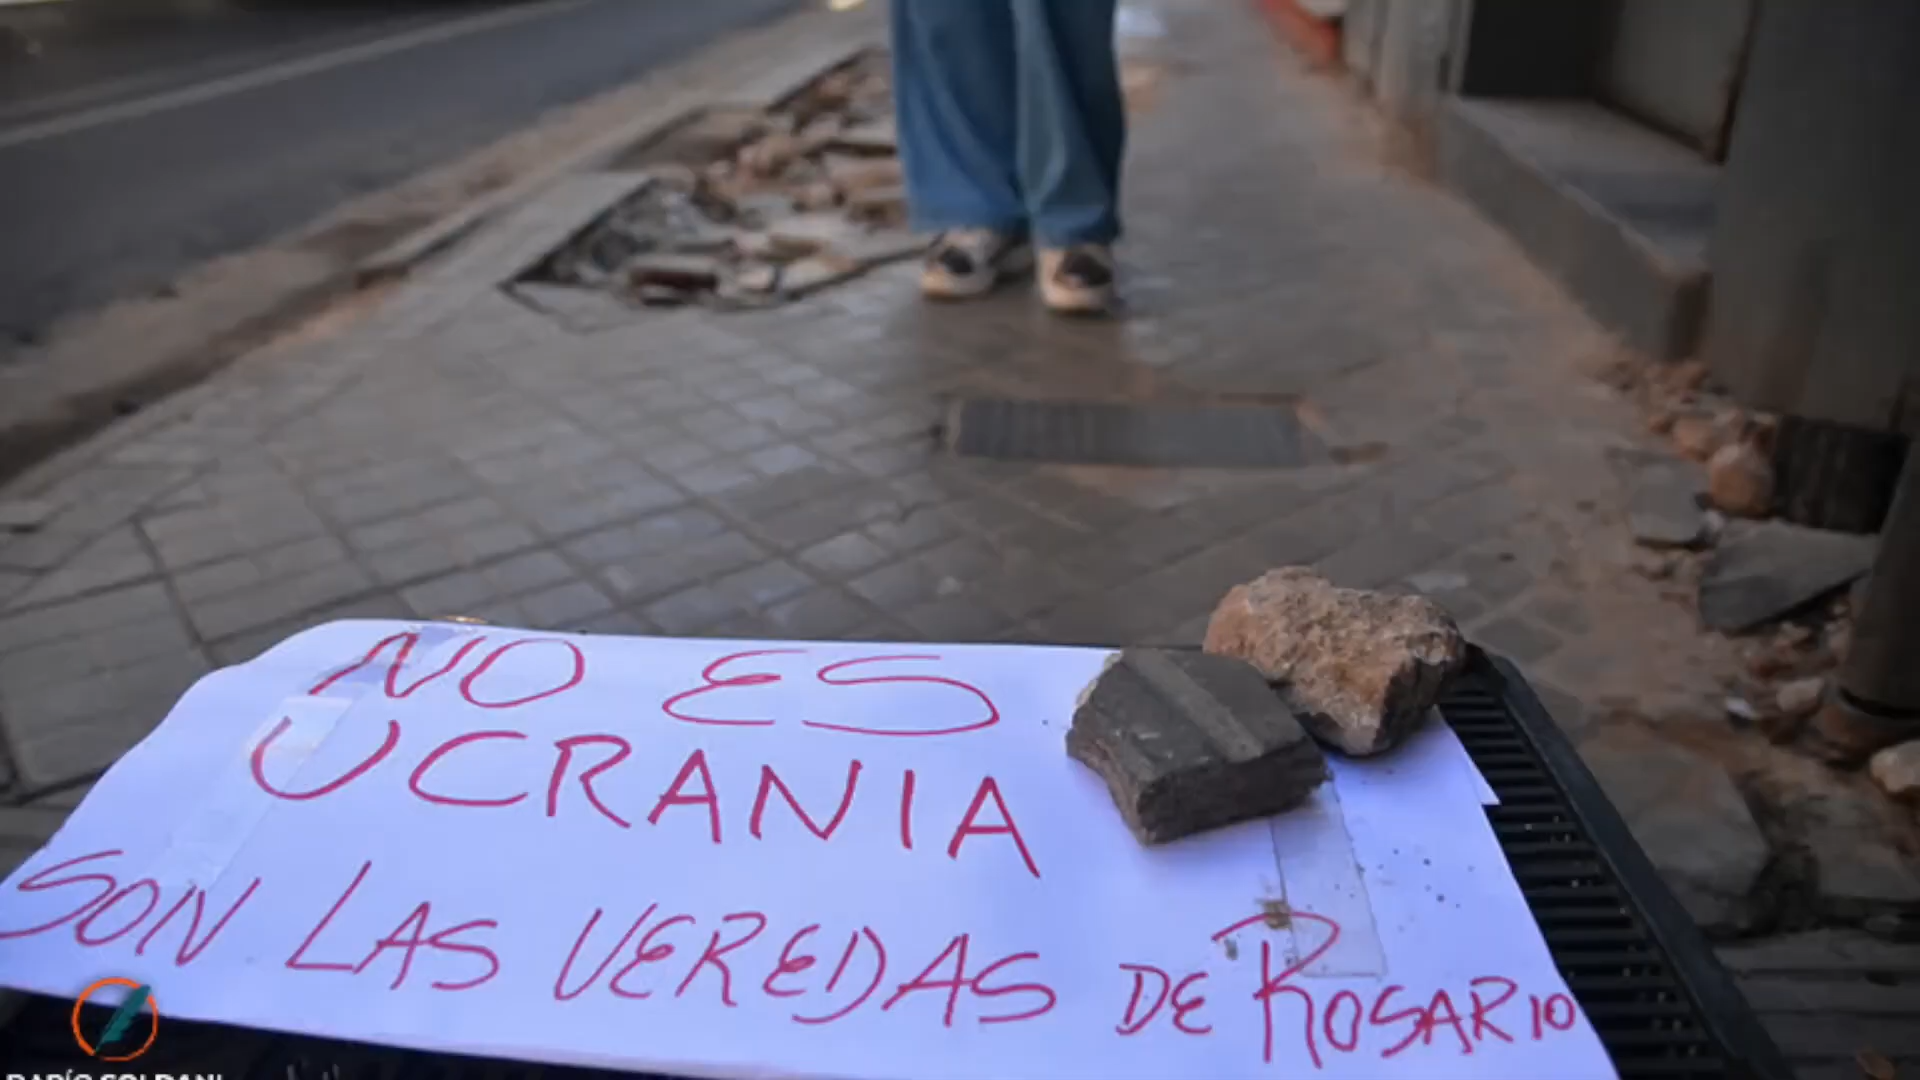 NO ES
UCRANIA
SON LAS VEREDAS DE ROSARIO